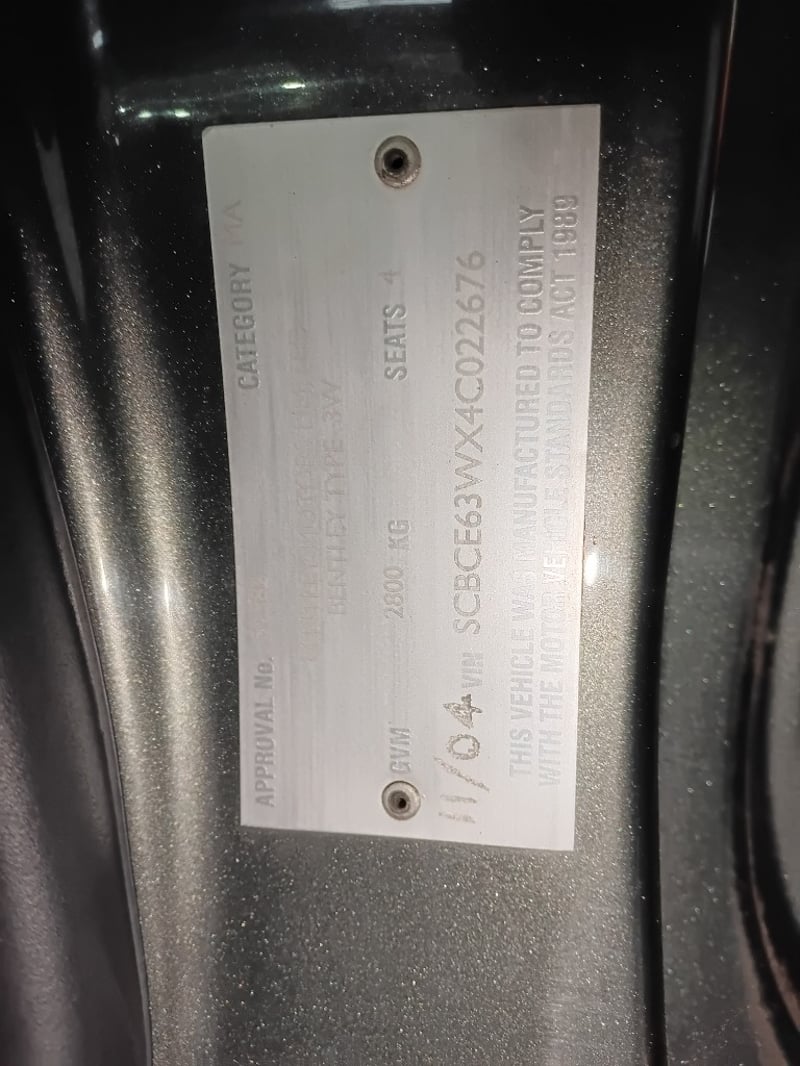 APPROVAL No. CATEGORY MA
BENTLEY TYPE 3W
GVM 2800 KG SEATS 4
11/04 VIN SCBCE63WX4C022676
THIS VEHICLE WAS MANUFACTURED TO COMPLY
WITH THE MOTOR VEHICLE STANDARDS ACT 1989